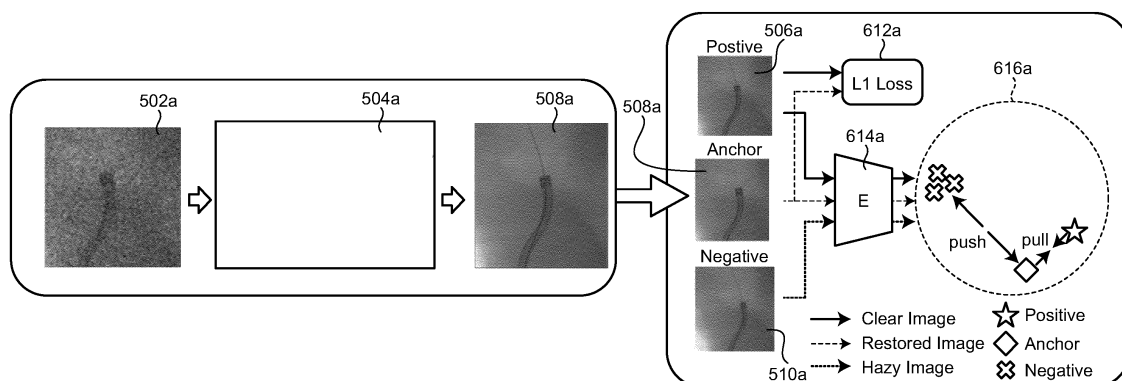 502a
504a
508a
508a
Postive
506a
612a
L1 Loss
616a
Anchor
614a
E
push
pull
Negative
510a
Clear Image
Restored Image
Hazy Image
Positive
Anchor
Negative